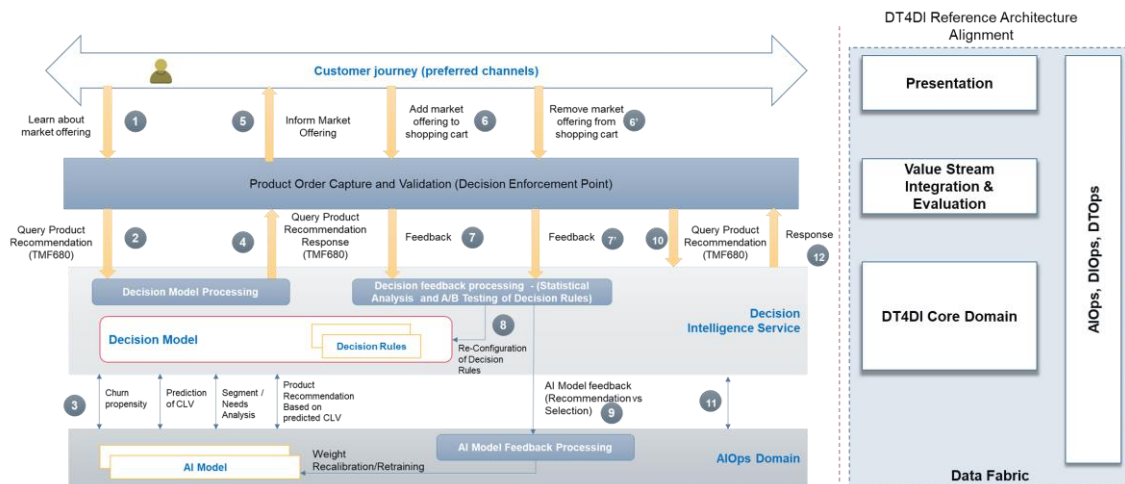 DT4DI Reference Architecture
Alignment
Customer journey (preferred channels)
Learn about
market offering
1
5
Inform Market
Offering
Add market
offering to
shopping cart
6
Remove market
offering from
shopping cart
6'
Product Order Capture and Validation (Decision Enforcement Point)
Query Product
Recommendation
(TMF680)
2
4
Query Product
Recommendation
Response
(TMF680)
Feedback
7
Feedback
7'
10
Query Product
Recommendation
(TMF680)
Response
12
Decision Model Processing
Decision feedback processing - (Statistical
Analysis and A/B Testing of Decision Rules)
Decision
Intelligence Service
Decision Model
Decision Rules
8
Re-Configuration
of Decision
Rules
3
Churn
propensity
Prediction
of CLV
Segment /
Needs
Analysis
Product
Recommendation
Based on
predicted CLV
AI Model feedback
(Recommendation vs
Selection)
9
11
AI Model Feedback Processing
AIOps Domain
AI Model
Weight
Recalibration/Retraining
Presentation
Value Stream
Integration &
Evaluation
DT4DI Core Domain
AIOps, DIOps, DTOps
Data Fabric